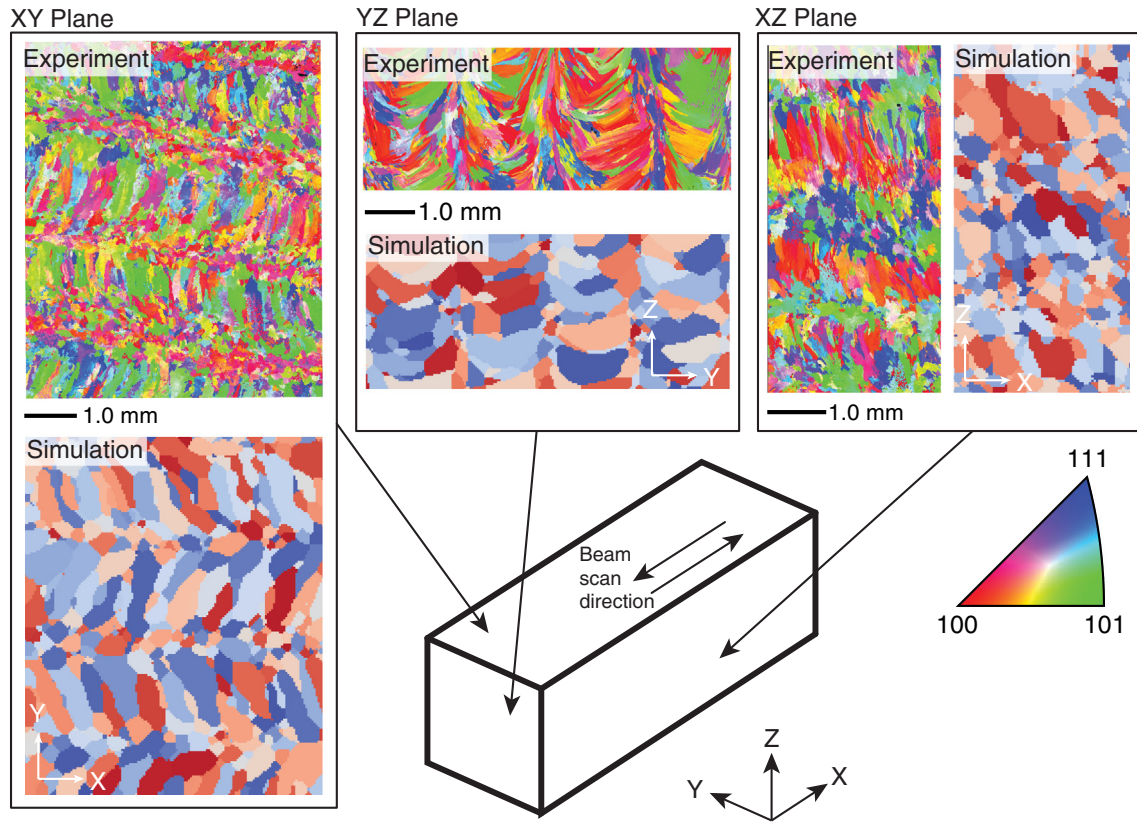 XY Plane
Experiment
1.0 mm
Simulation
Y
X
YZ Plane
Experiment
1.0 mm
Simulation
Z
Y
XZ Plane
Experiment
Simulation
Z
X
1.0 mm
Beam
scan
direction
111
100
101
Z
Y
X